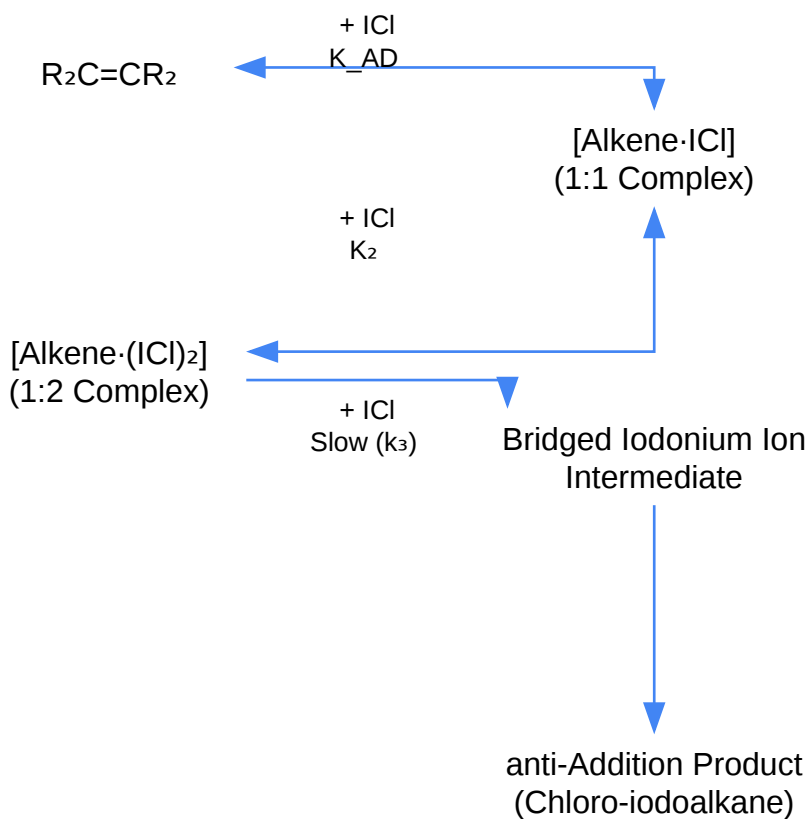 + ICl
K_AD
R₂C=CR₂
[Alkene·ICl]
(1:1 Complex)
+ ICl
K₂
[Alkene·(ICl)₂]
(1:2 Complex)
+ ICl
Slow (k₃)
Bridged Iodonium Ion
Intermediate
anti-Addition Product
(Chloro-iodoalkane)